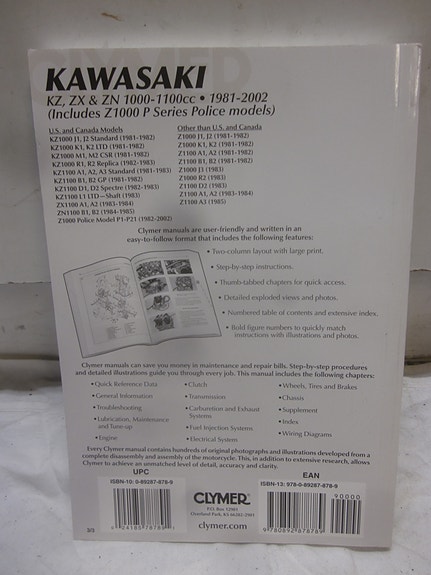 CLYMER
KAWASAKI
KZ, ZX & ZN 1000-1100cc • 1981-2002
(Includes Z1000 P Series Police models)
U.S. and Canada Models
KZ1000 J1, J2 Standard (1981-1982)
KZ1000 K1, K2 LTD (1981-1982)
KZ1000 M1, M2 CSR (1981-1982)
KZ1000 R1, R2 Replica (1982-1983)
KZ1100 A1, A2, A3 Standard (1981-1983)
KZ1100 B1, B2 GP (1981-1982)
KZ1100 D1, D2 Spectre (1982-1983)
KZ1100 L1 LTD—Shaft (1983)
ZX1100 A1, A2 (1983-1984)
ZN1100 B1, B2 (1984-1985)
Z1000 Police Model P1-P21 (1982-2002)
Other than U.S. and Canada
Z1000 J1, J2 (1981-1982)
Z1000 K1, K2 (1981-1982)
Z1100 A1, A2 (1981-1982)
Z1100 B1, B2 (1981-1982)
Z1000 J3 (1983)
Z1000 R2 (1983)
Z1100 D2 (1983)
Z1100 A1, A2 (1983-1984)
Z1100 A3 (1985)
Clymer manuals are user-friendly and written in an
easy-to-follow format that includes the following features:
• Two-column layout with large print.
• Step-by-step instructions.
• Thumb-tabbed chapters for quick access.
• Detailed exploded views and photos.
• Numbered table of contents and extensive index.
• Bold figure numbers to quickly match
instructions with illustrations and photos.
Clymer manuals can save you money in maintenance and repair bills. Step-by-step procedures
and detailed illustrations guide you through every job. This manual includes the following chapters:
• Quick Reference Data
• General Information
• Troubleshooting
• Lubrication, Maintenance
and Tune-up
• Engine
• Clutch
• Transmission
• Carburetion and Exhaust
Systems
• Fuel Injection Systems
• Electrical System
• Wheels, Tires and Brakes
• Chassis
• Supplement
• Index
• Wiring Diagrams
Every Clymer manual contains hundreds of original photographs and illustrations developed from a
complete disassembly and assembly of the motorcycle. This, in addition to extensive research, allows
Clymer to achieve an unmatched level of detail, accuracy and clarity.
UPC
EAN
ISBN-10: 0-89287-878-9
CLYMER
P.O. Box 12901
Overland Park, KS 66282-2901
clymer.com
ISBN-13: 978-0-89287-878-9
90000
9 780892 878789